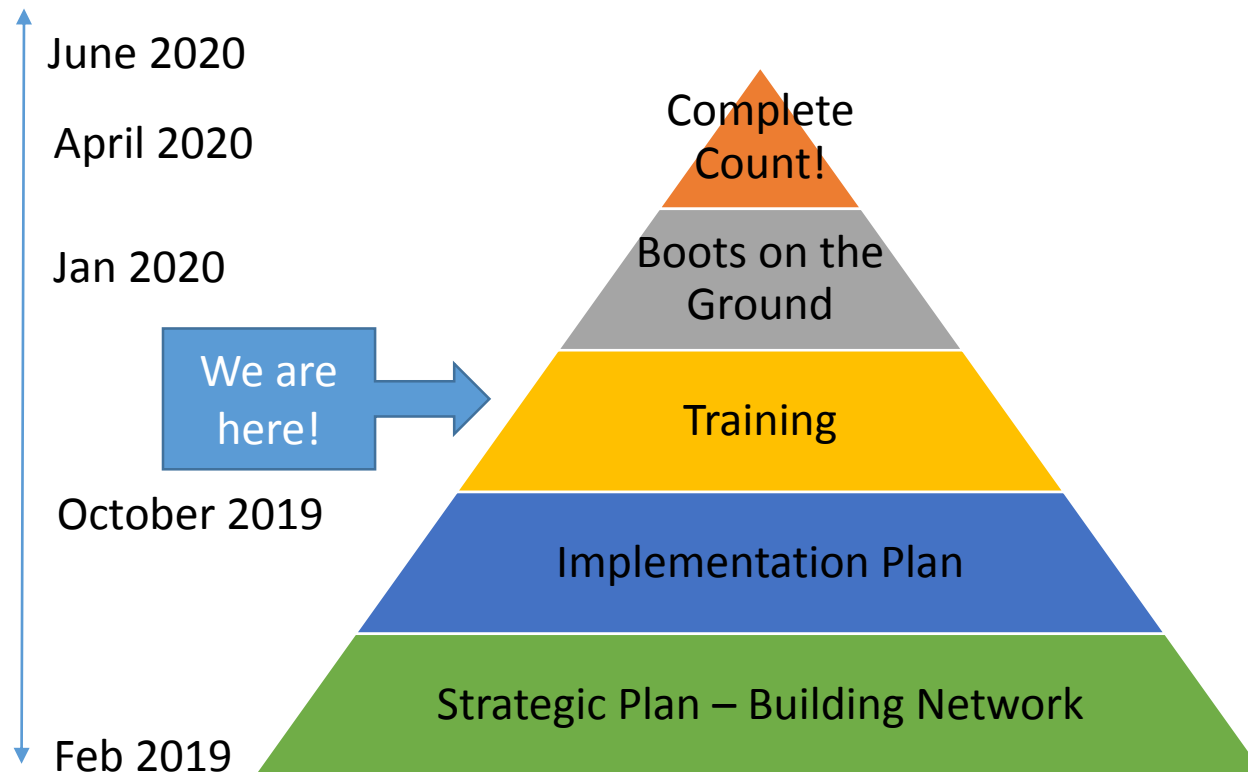 June 2020
April 2020
Jan 2020
We are
here!
October 2019
Feb 2019
Complete
Count!
Boots on the
Ground
Training
Implementation Plan
Strategic Plan – Building Network